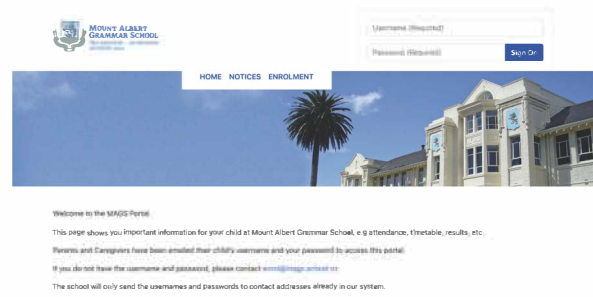 MOUNT ALBERT
GRAMMAR SCHOOL
Username (Required)
Password (Required)
Sign On
HOME NOTICES ENROLMENT
Welcome to the MAGS Portal.
This page shows you important information for your child at Mount Albert Grammar School, e.g attendance, timetable, results, etc
Parents and Caregivers have been emailed their child's username and your password to access this portal.
If you do not have the username and password, please contact
The school will only send the usernames and passwords to contact addresses already in our system.